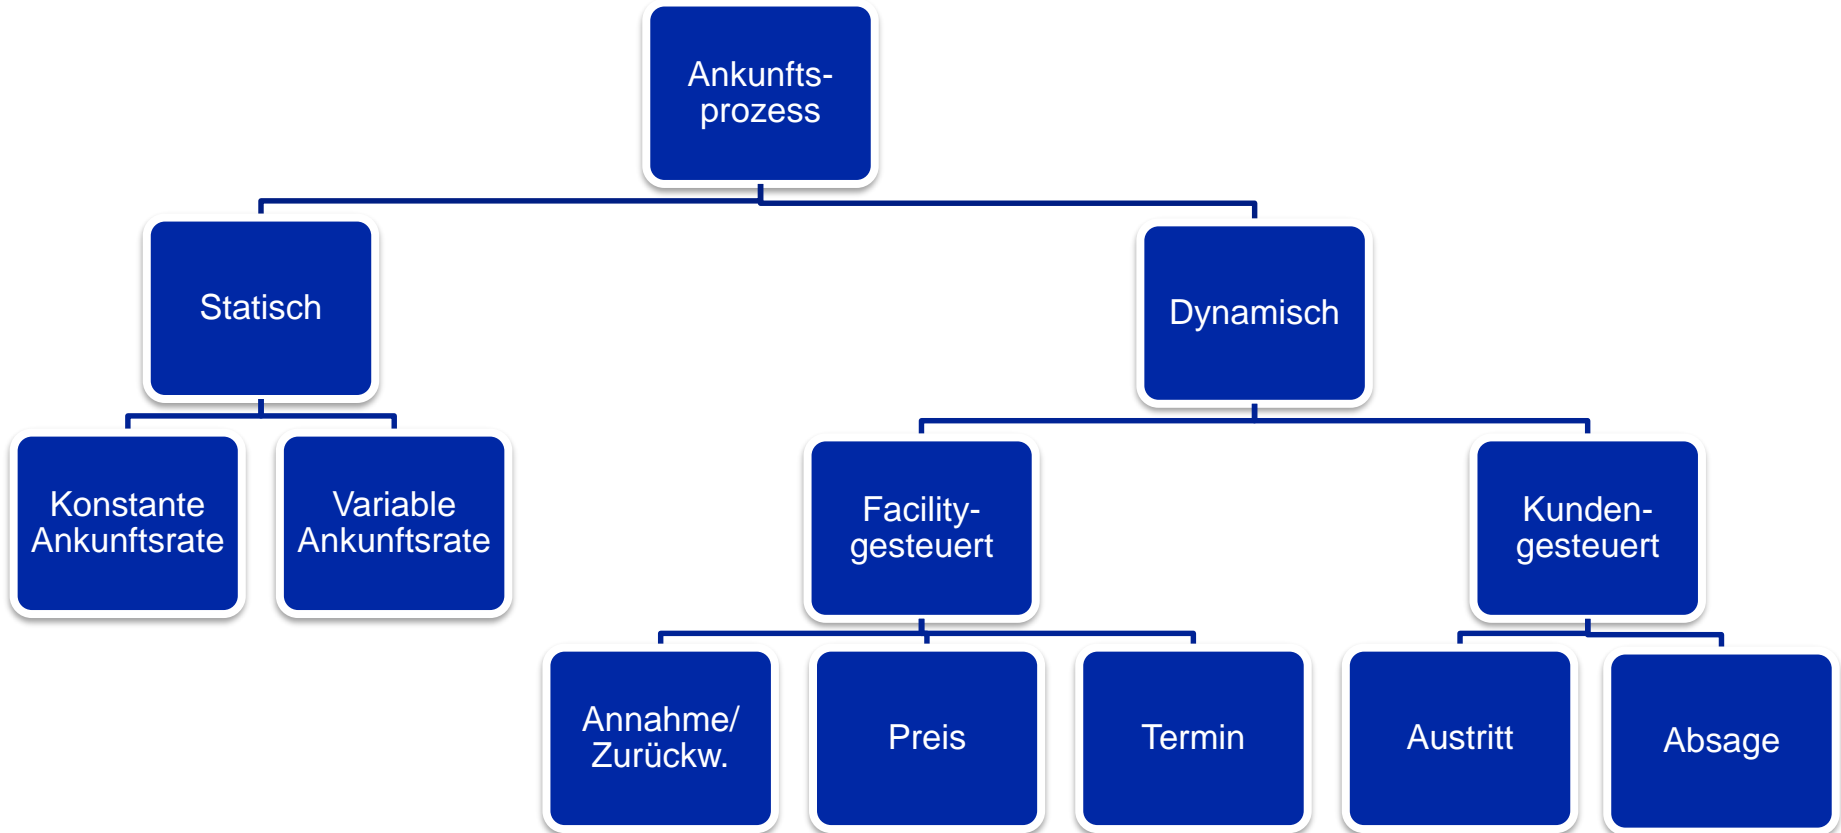 Ankunfts-
prozess
Statisch
Dynamisch
Konstante
Ankunftsrate
Variable
Ankunftsrate
Facility-
gesteuert
Kunden-
gesteuert
Annahme/
Zurückw.
Preis
Termin
Austritt
Absage